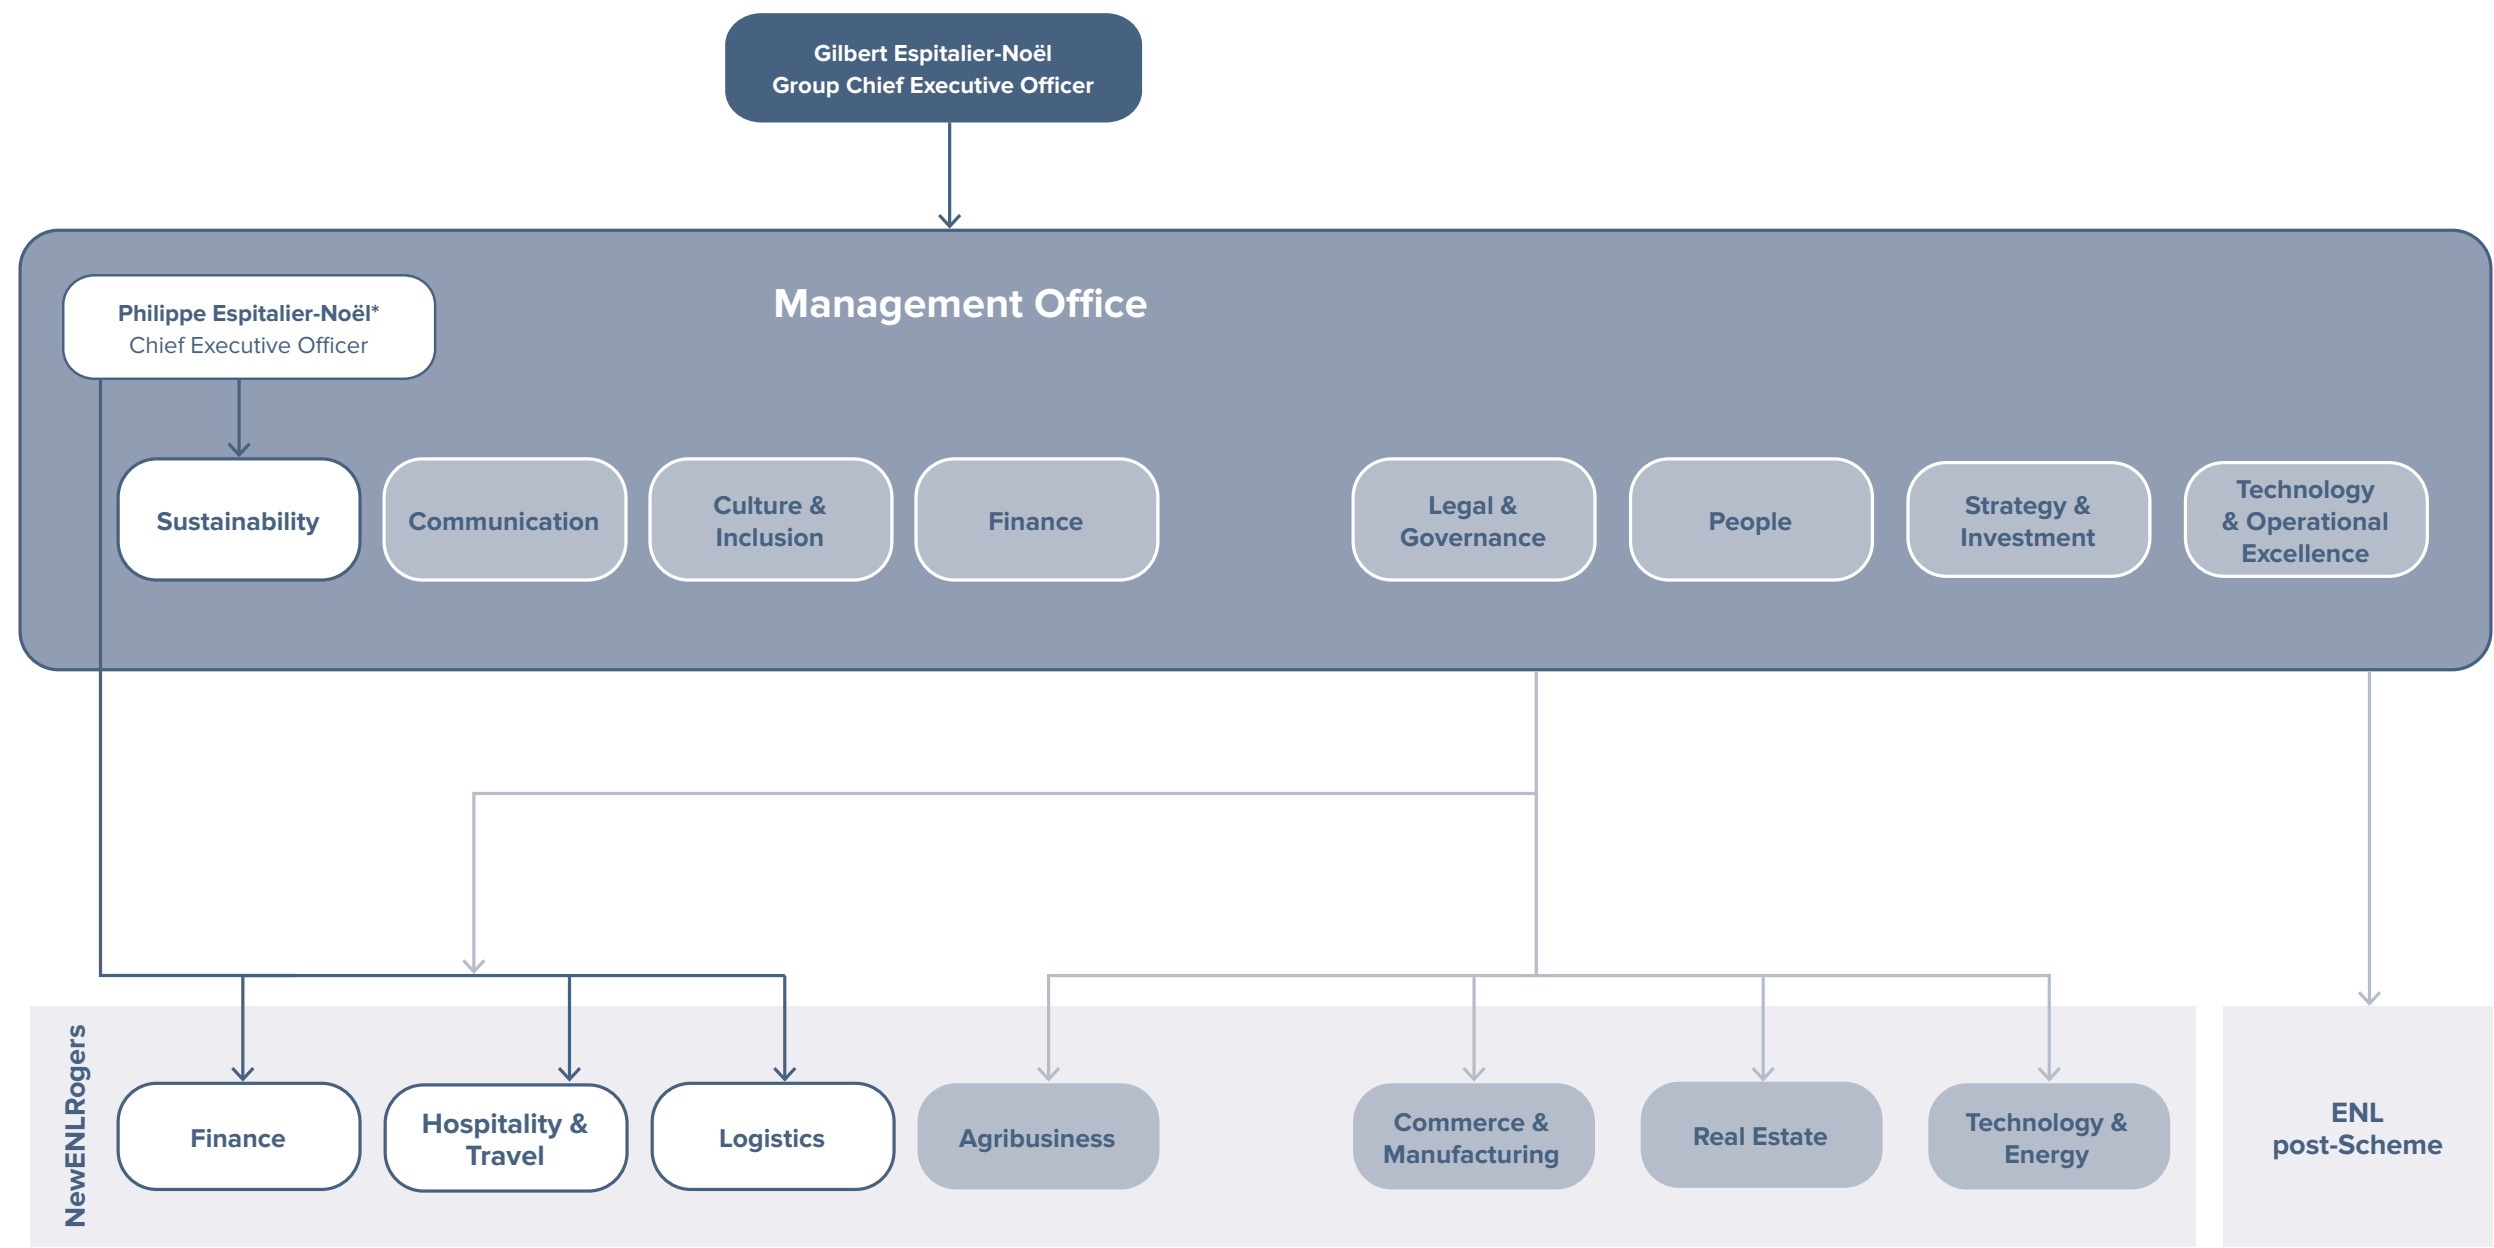 Gilbert Espitalier-Noël
Group Chief Executive Officer
Management Office
Philippe Espitalier-Noël*
Chief Executive Officer
Sustainability
Communication
Culture &
Inclusion
Finance
Legal &
Governance
People
Strategy &
Investment
Technology
& Operational
Excellence
NewENLRogers
Finance
Hospitality &
Travel
Logistics
Agribusiness
Commerce &
Manufacturing
Real Estate
Technology &
Energy
ENL
post-Scheme